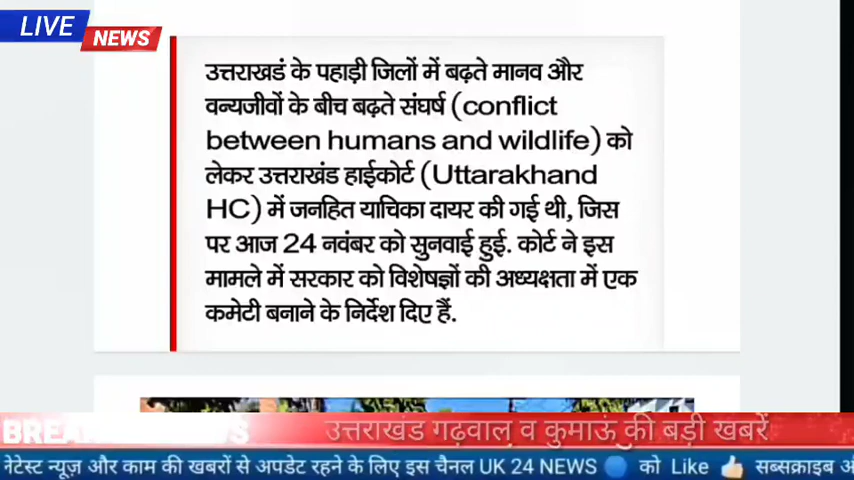 LIVE
NEWS
उत्तराखडं के पहाड़ी जिलों में बढ़ते मानव और
वन्यजीवों के बीच बढ़ते संघर्ष (conflict
between humans and wildlife) को
लेकर उत्तराखंड हाईकोर्ट (Uttarakhand
HC) में जनहित याचिका दायर की गई थी, जिस
पर आज 24 नवंबर को सुनवाई हुई. कोर्ट ने इस
मामले में सरकार को विशेषज्ञों की अध्यक्षता में एक
कमेटी बनाने के निर्देश दिए हैं.
उत्तराखंड गढ़वाल व कुमाऊं की बड़ी खबरें
नेटेस्ट न्यूज़ और काम की खबरों से अपडेट रहने के लिए इस चैनल UK 24 NEWS 🔵 को Like 👍🏻 सब्सक्राइब